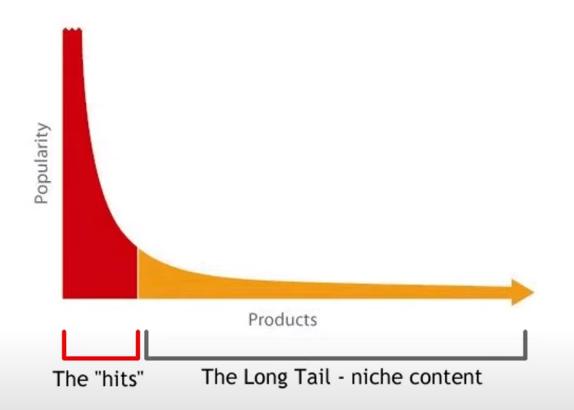 Popularity
Products
The "hits"
The Long Tail - niche content